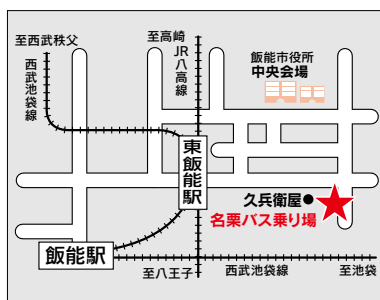 至西武秩父
西武池袋線
至高崎
JR八高線
飯能市役所
中央会場
東飯能駅
久兵衛屋
名栗バス乗り場
飯能駅
至八王子
西武池袋線
至池袋